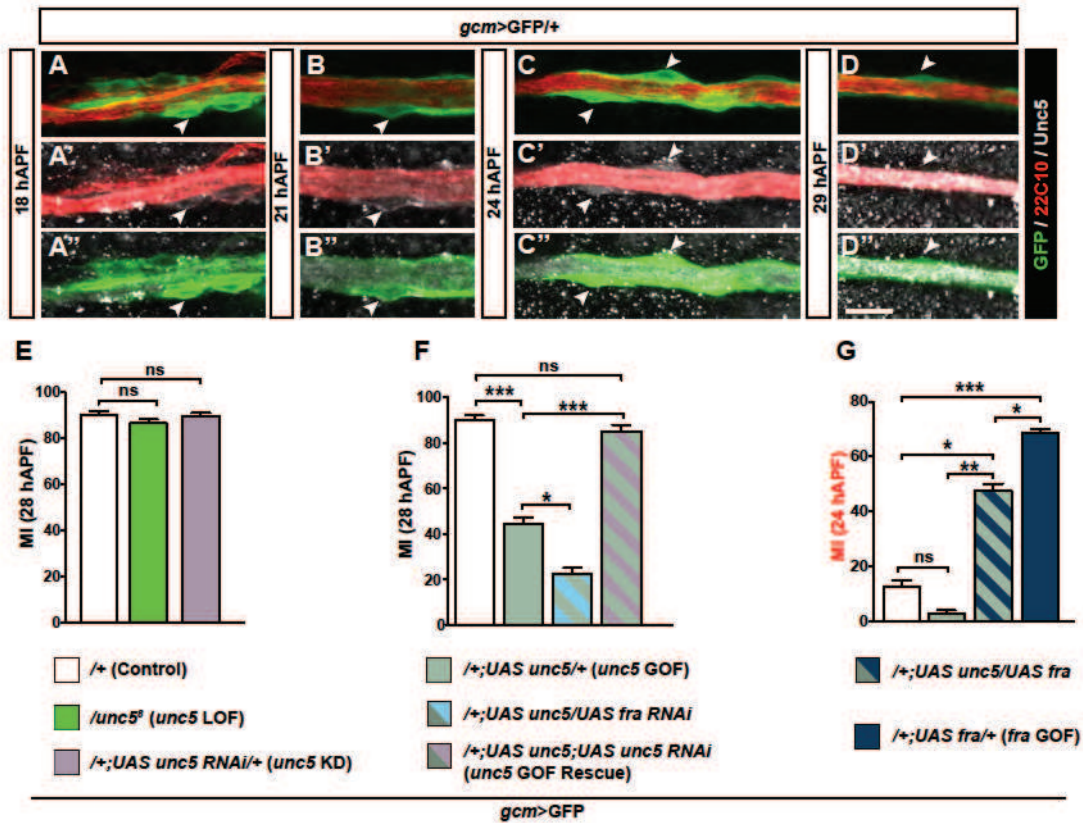 gcm>GFP/+
18 hAPF
A
A'
A''
21 hAPF
B
B'
B''
24 hAPF
C
C'
C''
29 hAPF
D
D'
D''
GFP / 22C10 / Unc5
E
MI (28 hAPF)
100
80
60
40
20
0
ns
ns
F
MI (28 hAPF)
100
80
60
40
20
0
ns
***
***
*
G
MI (24 hAPF)
80
60
40
20
0
***
*
*
**
ns
/+ (Control)
/unc5⁸ (unc5 LOF)
/+;UAS unc5 RNAi/+ (unc5 KD)
/+;UAS unc5/+ (unc5 GOF)
/+;UAS unc5/UAS fra RNAi
/+;UAS unc5;UAS unc5 RNAi
(unc5 GOF Rescue)
/+;UAS unc5/UAS fra
/+;UAS fra/+ (fra GOF)
gcm>GFP